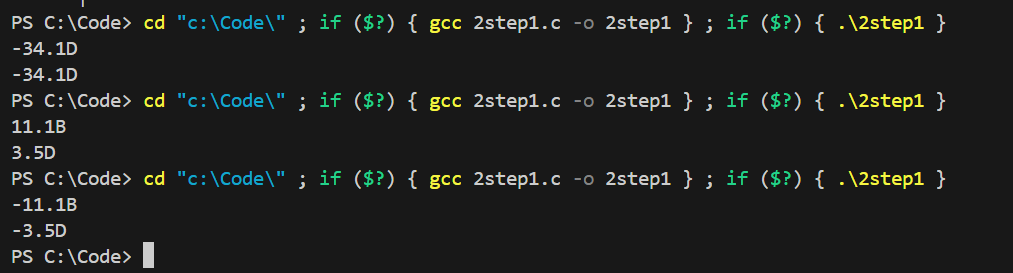 PS C:\Code> cd "c:\Code\" ; if ($?) { gcc 2step1.c -o 2step1 } ; if ($?) { .\2step1 }
-34.1D
-34.1D
PS C:\Code> cd "c:\Code\" ; if ($?) { gcc 2step1.c -o 2step1 } ; if ($?) { .\2step1 }
11.1B
3.5D
PS C:\Code> cd "c:\Code\" ; if ($?) { gcc 2step1.c -o 2step1 } ; if ($?) { .\2step1 }
-11.1B
-3.5D
PS C:\Code>